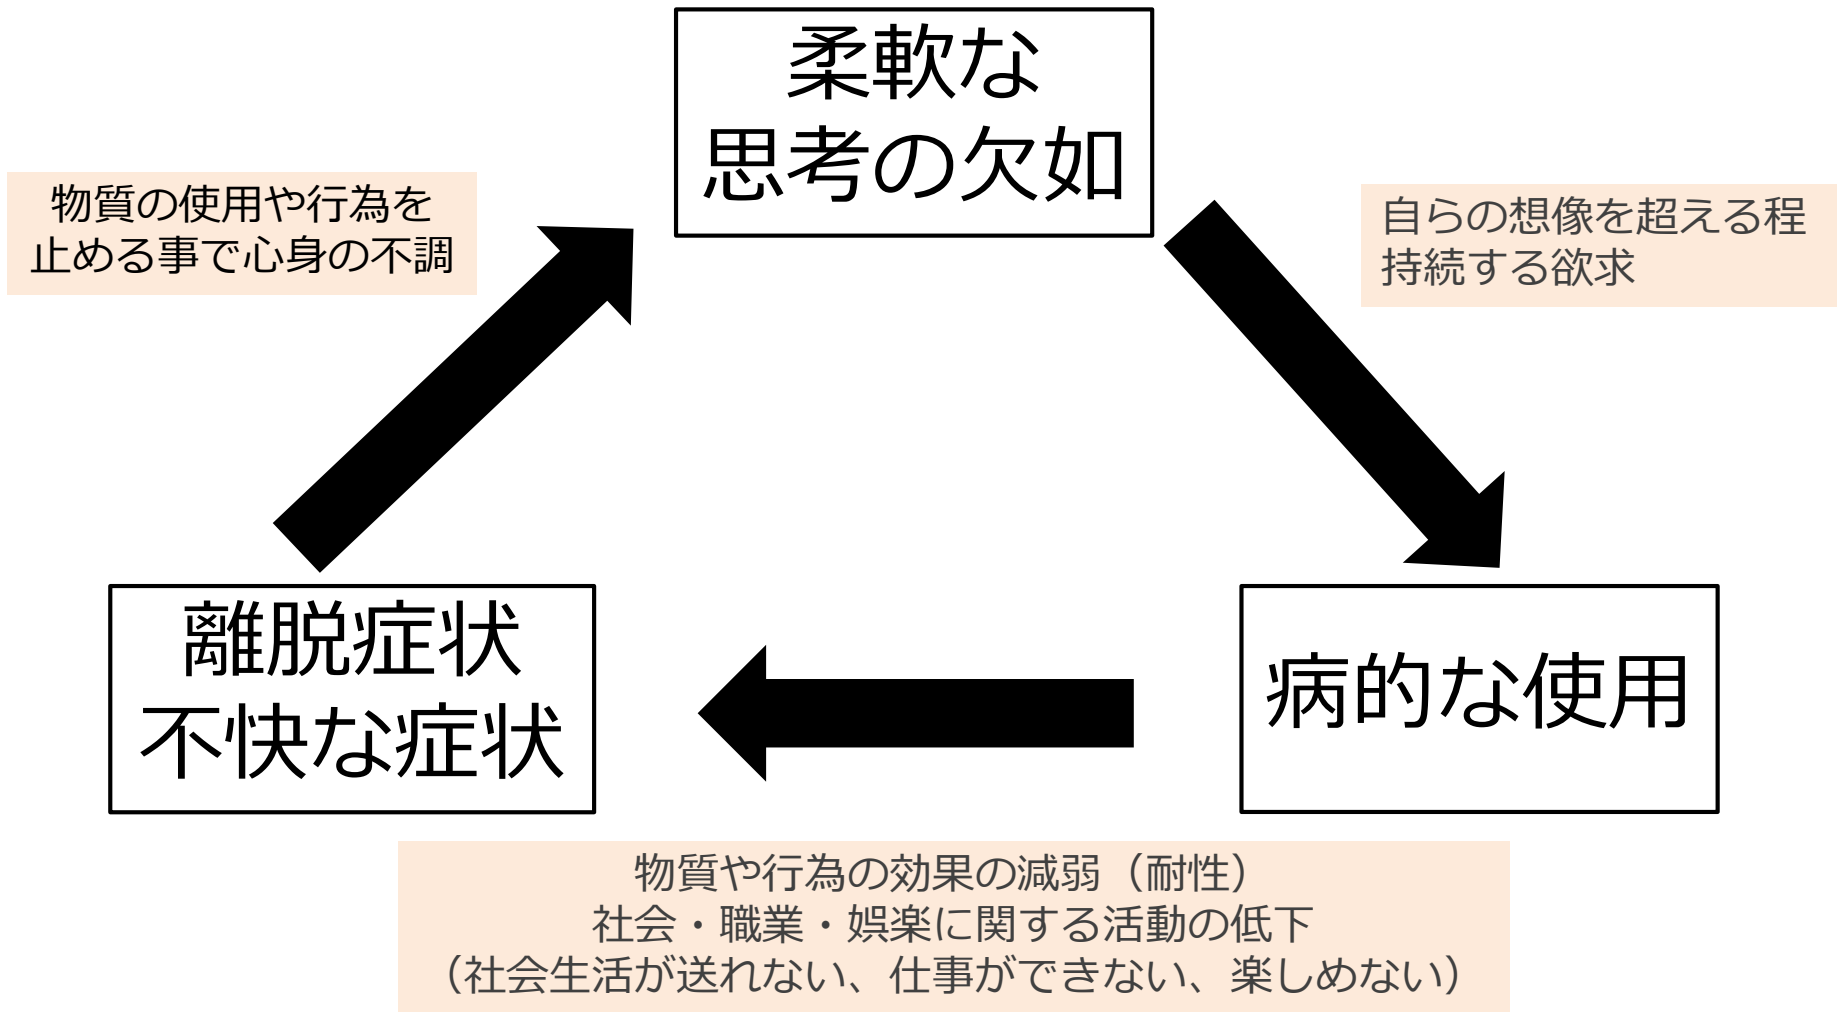 柔軟な
思考の欠如
物質の使用や行為を
止める事で心身の不調
自らの想像を超える程
持続する欲求
離脱症状
不快な症状
病的な使用
物質や行為の効果の減弱（耐性）
社会・職業・娯楽に関する活動の低下
（社会生活が送れない、仕事ができない、楽しめない）